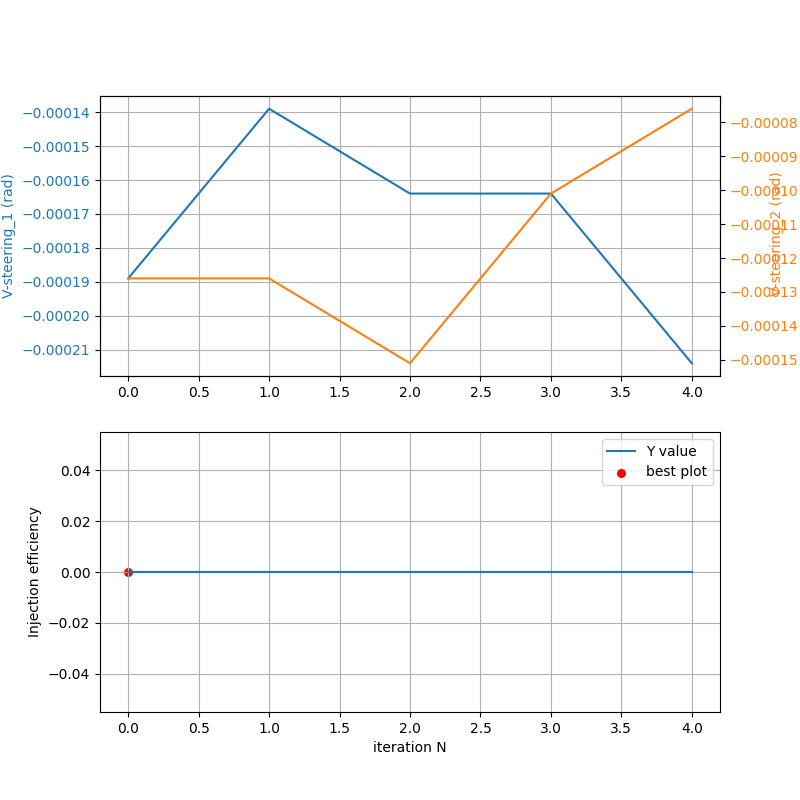 −0.00014
−0.00015
−0.00016
−0.00017
−0.00018
−0.00019
−0.00020
−0.00021
V-steering_1 (rad)
−0.00008
−0.00009
−0.00010
−0.00011
−0.00012
−0.00013
−0.00014
−0.00015
V-steering_2 (rad)
0.0 0.5 1.0 1.5 2.0 2.5 3.0 3.5 4.0
Y value
best plot
0.04
0.02
0.00
−0.02
−0.04
Injection efficiency
0.0 0.5 1.0 1.5 2.0 2.5 3.0 3.5 4.0
iteration N